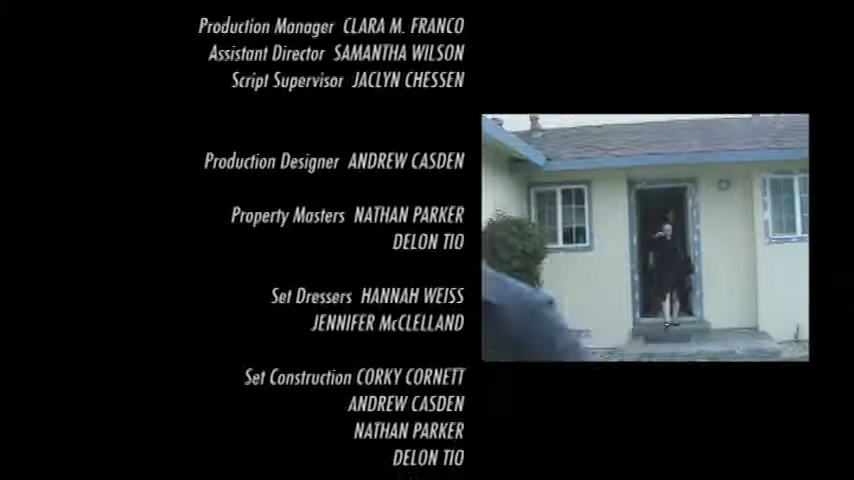 Production Manager CLARA M. FRANCO
Assistant Director SAMANTHA WILSON
Script Supervisor JACLYN CHESSEN
Production Designer ANDREW CASDEN
Property Masters NATHAN PARKER
DELON TIO
Set Dressers HANNAH WEISS
JENNIFER McCLELLAND
Set Construction CORKY CORNETT
ANDREW CASDEN
NATHAN PARKER
DELON TIO